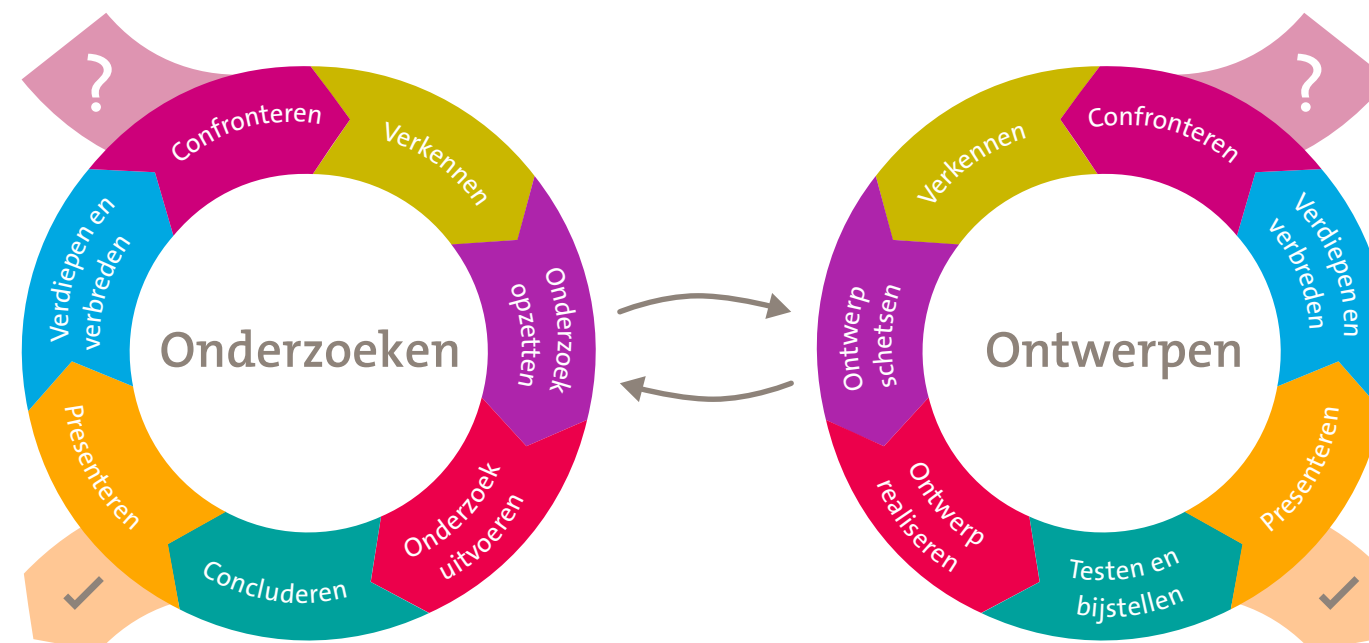 ?
Confronteren
Verkennen
Onderzoek
opzetten
Onderzoek
uitvoeren
Concluderen
Presenteren
Verdiepen en
verbreden
Onderzoeken
?
Confronteren
Verkennen
Ontwerp
schetsen
Ontwerp
realiseren
Testen en
bijstellen
Presenteren
Verdiepen en
verbreden
Ontwerpen